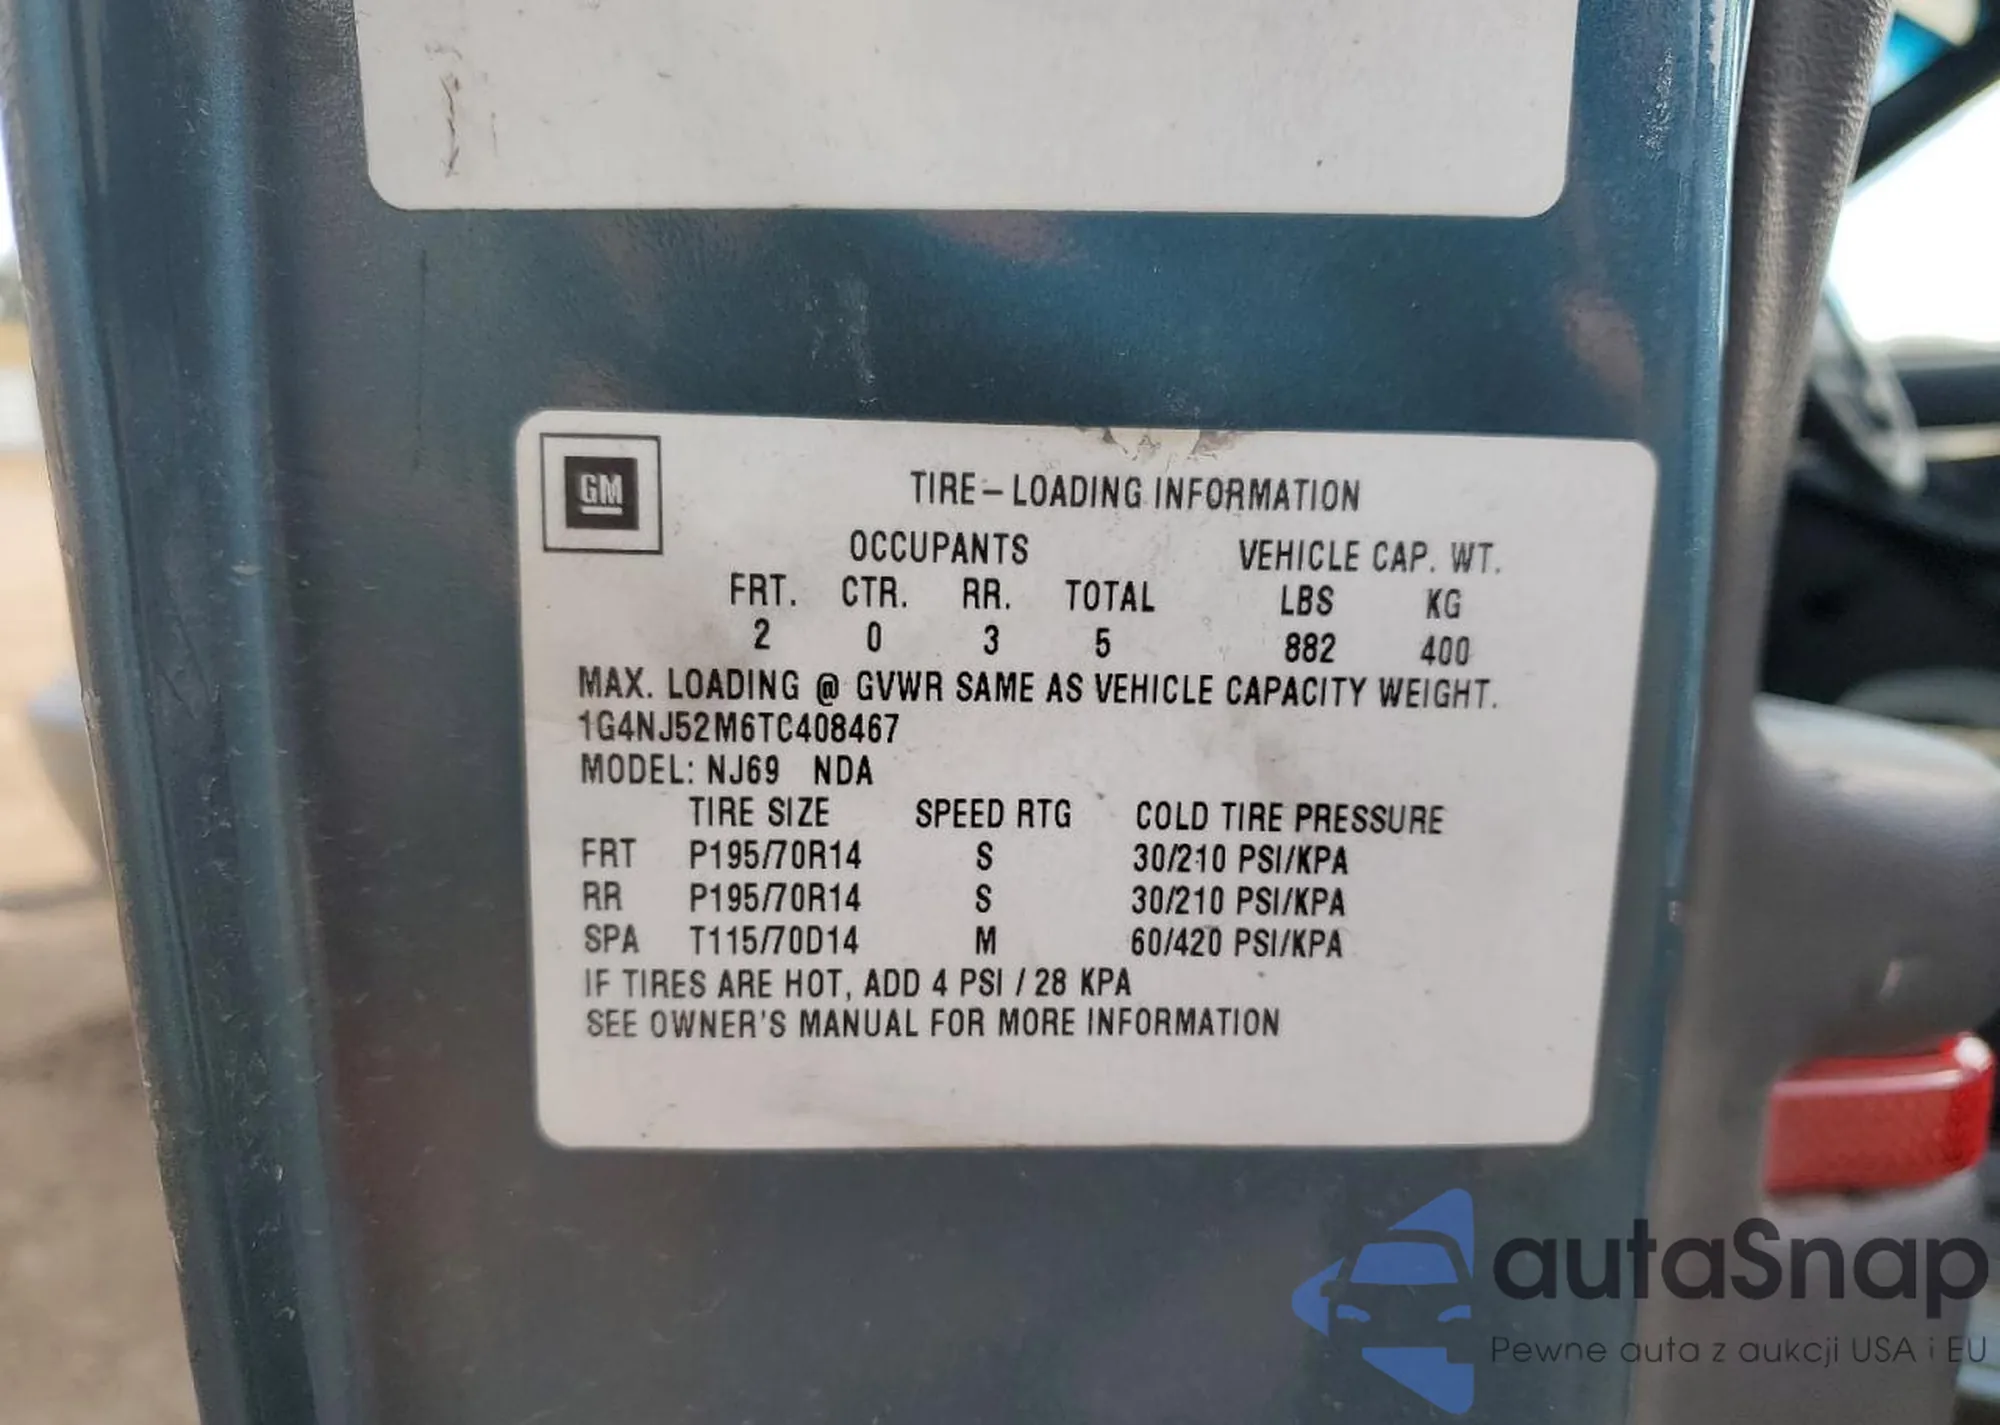 GM
TIRE-LOADING INFORMATION
OCCUPANTS VEHICLE CAP. WT.
FRT. CTR. RR. TOTAL LBS KG
2 0 3 5 882 400
MAX. LOADING @ GVWR SAME AS VEHICLE CAPACITY WEIGHT.
1G4NJ52M6TC408467
MODEL: NJ69 NDA
TIRE SIZE SPEED RTG COLD TIRE PRESSURE
FRT P195/70R14 S 30/210 PSI/KPA
RR P195/70R14 S 30/210 PSI/KPA
SPA T115/70D14 M 60/420 PSI/KPA
IF TIRES ARE HOT, ADD 4 PSI / 28 KPA
SEE OWNER'S MANUAL FOR MORE INFORMATION
autaSnap
Pewne auta z aukcji USA i EU